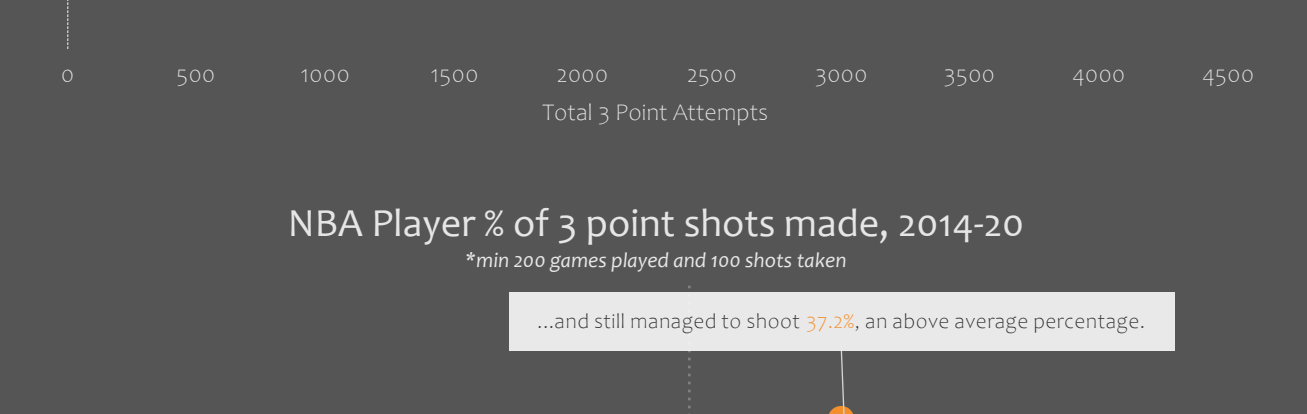 0 500 1000 1500 2000 2500 3000 3500 4000 4500
Total 3 Point Attempts
NBA Player % of 3 point shots made, 2014-20
*min 200 games played and 100 shots taken
...and still managed to shoot 37.2%, an above average percentage.